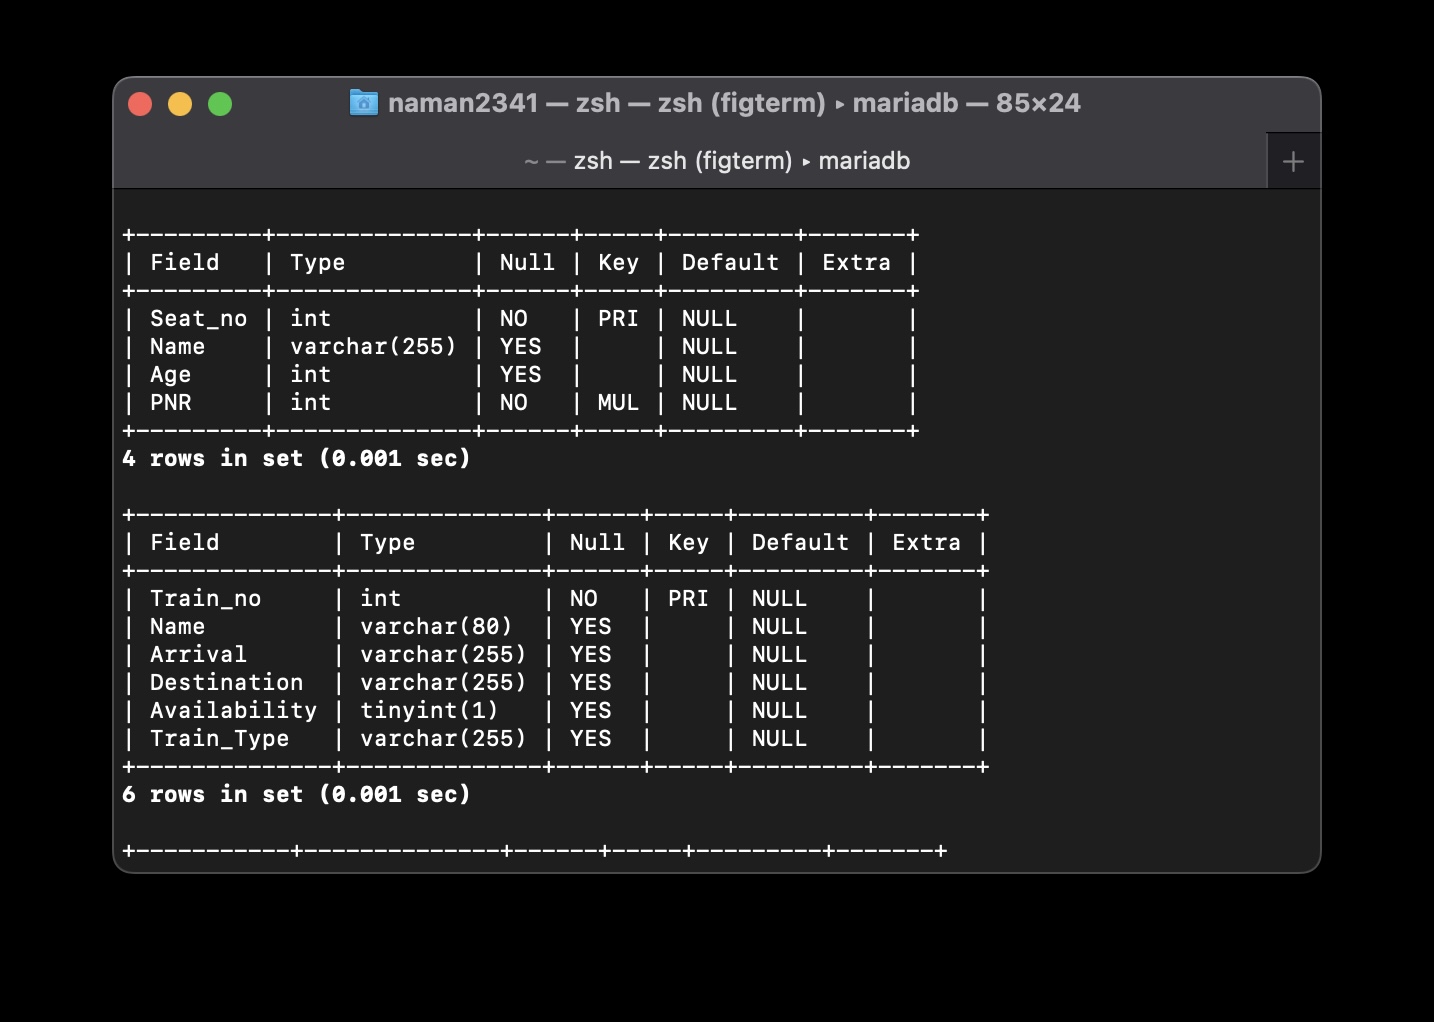 naman2341 — zsh — zsh (figterm) ▸ mariadb — 85×24
~ — zsh — zsh (figterm) ▸ mariadb
+
+---------+--------------+------+-----+---------+-------+
| Field   | Type         | Null | Key | Default | Extra |
+---------+--------------+------+-----+---------+-------+
| Seat_no | int          | NO   | PRI | NULL    |       |
| Name    | varchar(255) | YES  |     | NULL    |       |
| Age     | int          | YES  |     | NULL    |       |
| PNR     | int          | NO   | MUL | NULL    |       |
+---------+--------------+------+-----+---------+-------+
4 rows in set (0.001 sec)

+--------------+--------------+------+-----+---------+-------+
| Field        | Type         | Null | Key | Default | Extra |
+--------------+--------------+------+-----+---------+-------+
| Train_no     | int          | NO   | PRI | NULL    |       |
| Name         | varchar(80)  | YES  |     | NULL    |       |
| Arrival      | varchar(255) | YES  |     | NULL    |       |
| Destination  | varchar(255) | YES  |     | NULL    |       |
| Availability | tinyint(1)   | YES  |     | NULL    |       |
| Train_Type   | varchar(255) | YES  |     | NULL    |       |
+--------------+--------------+------+-----+---------+-------+
6 rows in set (0.001 sec)

+-----------+--------------+------+-----+---------+-------+